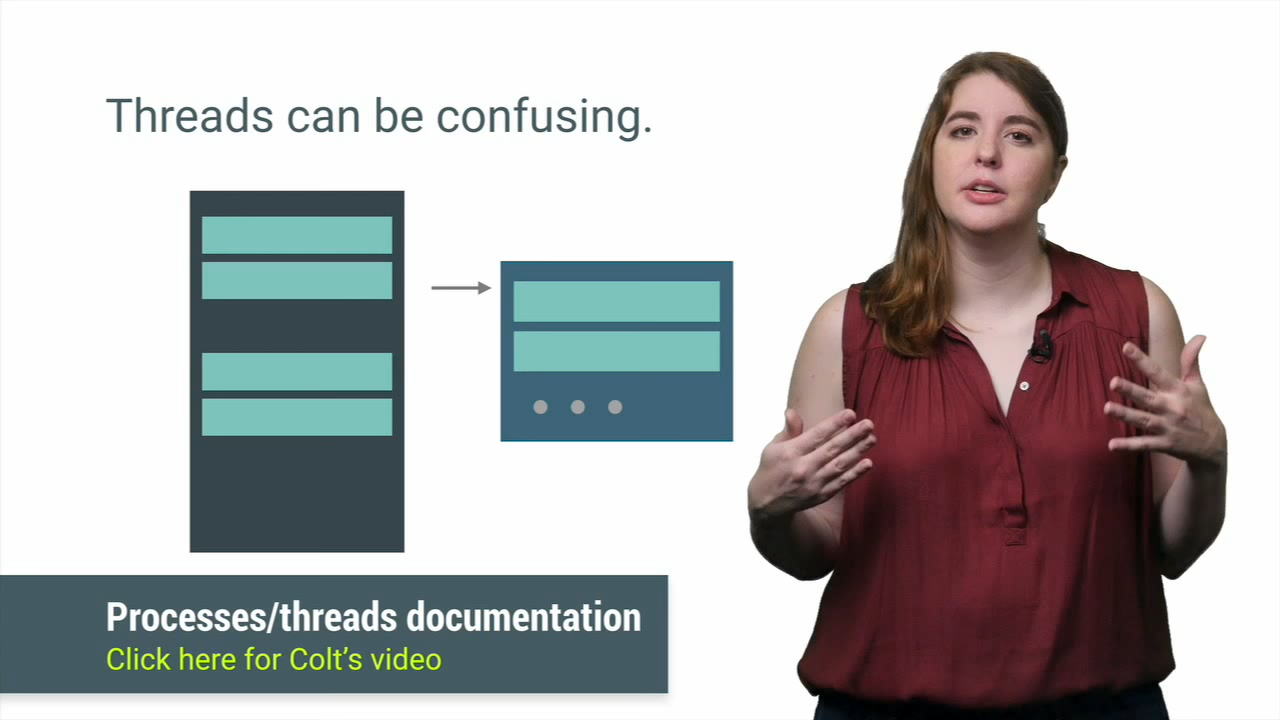 Threads can be confusing.
Processes/threads documentation
Click here for Colt's video